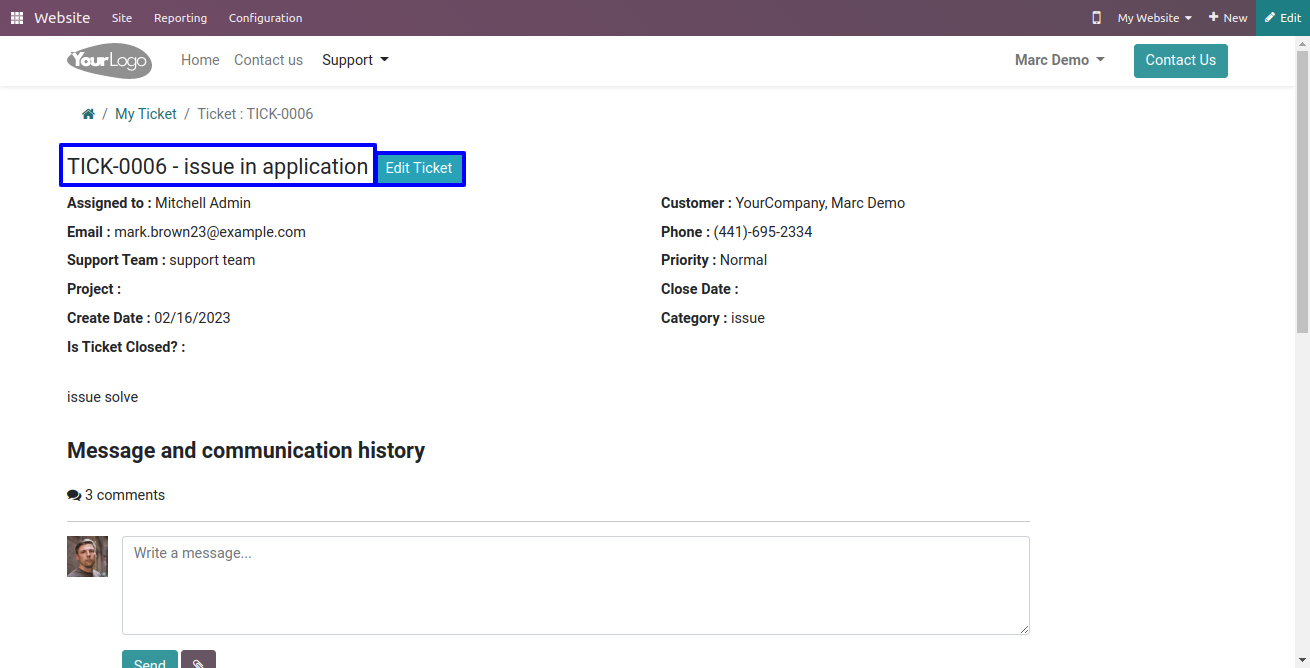 Website Site Reporting Configuration My Website New Edit
YourLogo Home Contact us Support Marc Demo Contact Us
/ My Ticket / Ticket : TICK-0006
TICK-0006 - issue in application Edit Ticket
Assigned to : Mitchell Admin Customer : YourCompany, Marc Demo
Email : mark.brown23@example.com Phone : (441)-695-2334
Support Team : support team Priority : Normal
Project : Close Date :
Create Date : 02/16/2023 Category : issue
Is Ticket Closed? :
issue solve
Message and communication history
3 comments
Write a message...
Send